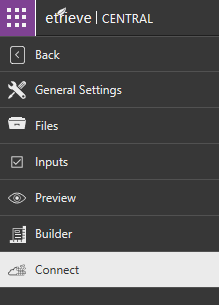 etrieve | CENTRAL
Back
General Settings
Files
Inputs
Preview
Builder
Connect